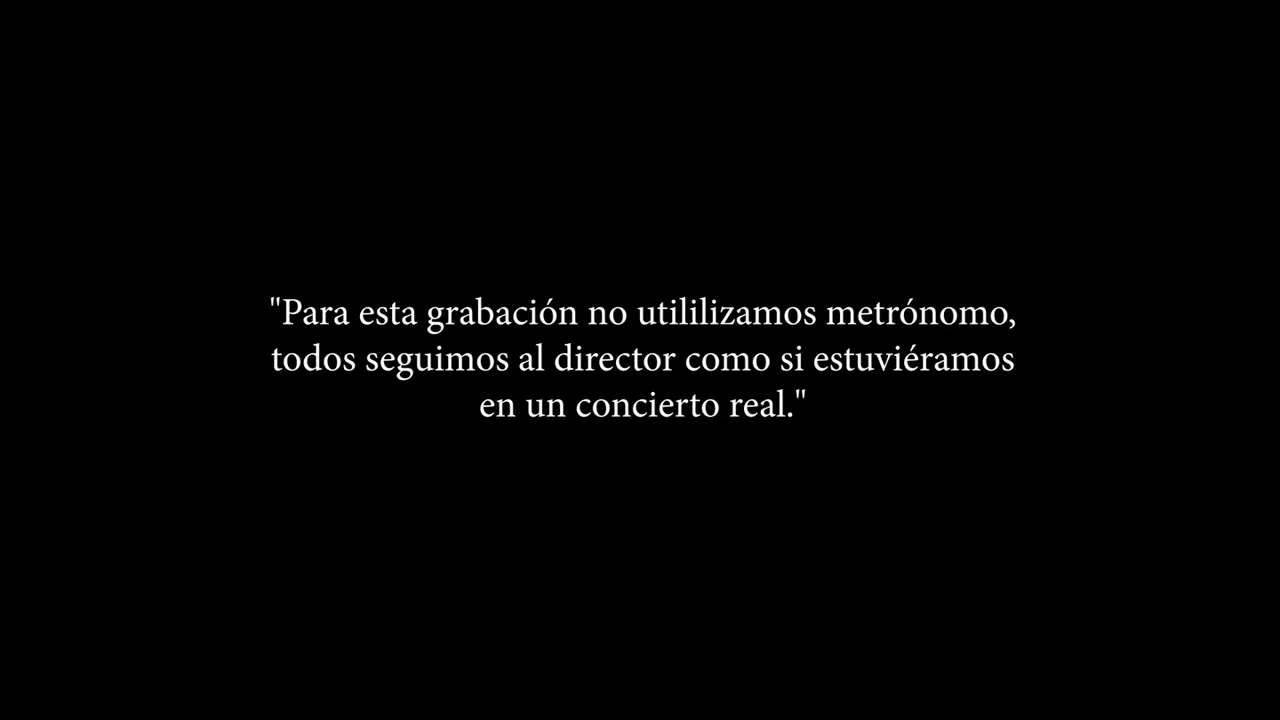 "Para esta grabación no utililizamos metrónomo,
todos seguimos al director como si estuviéramos
en un concierto real."